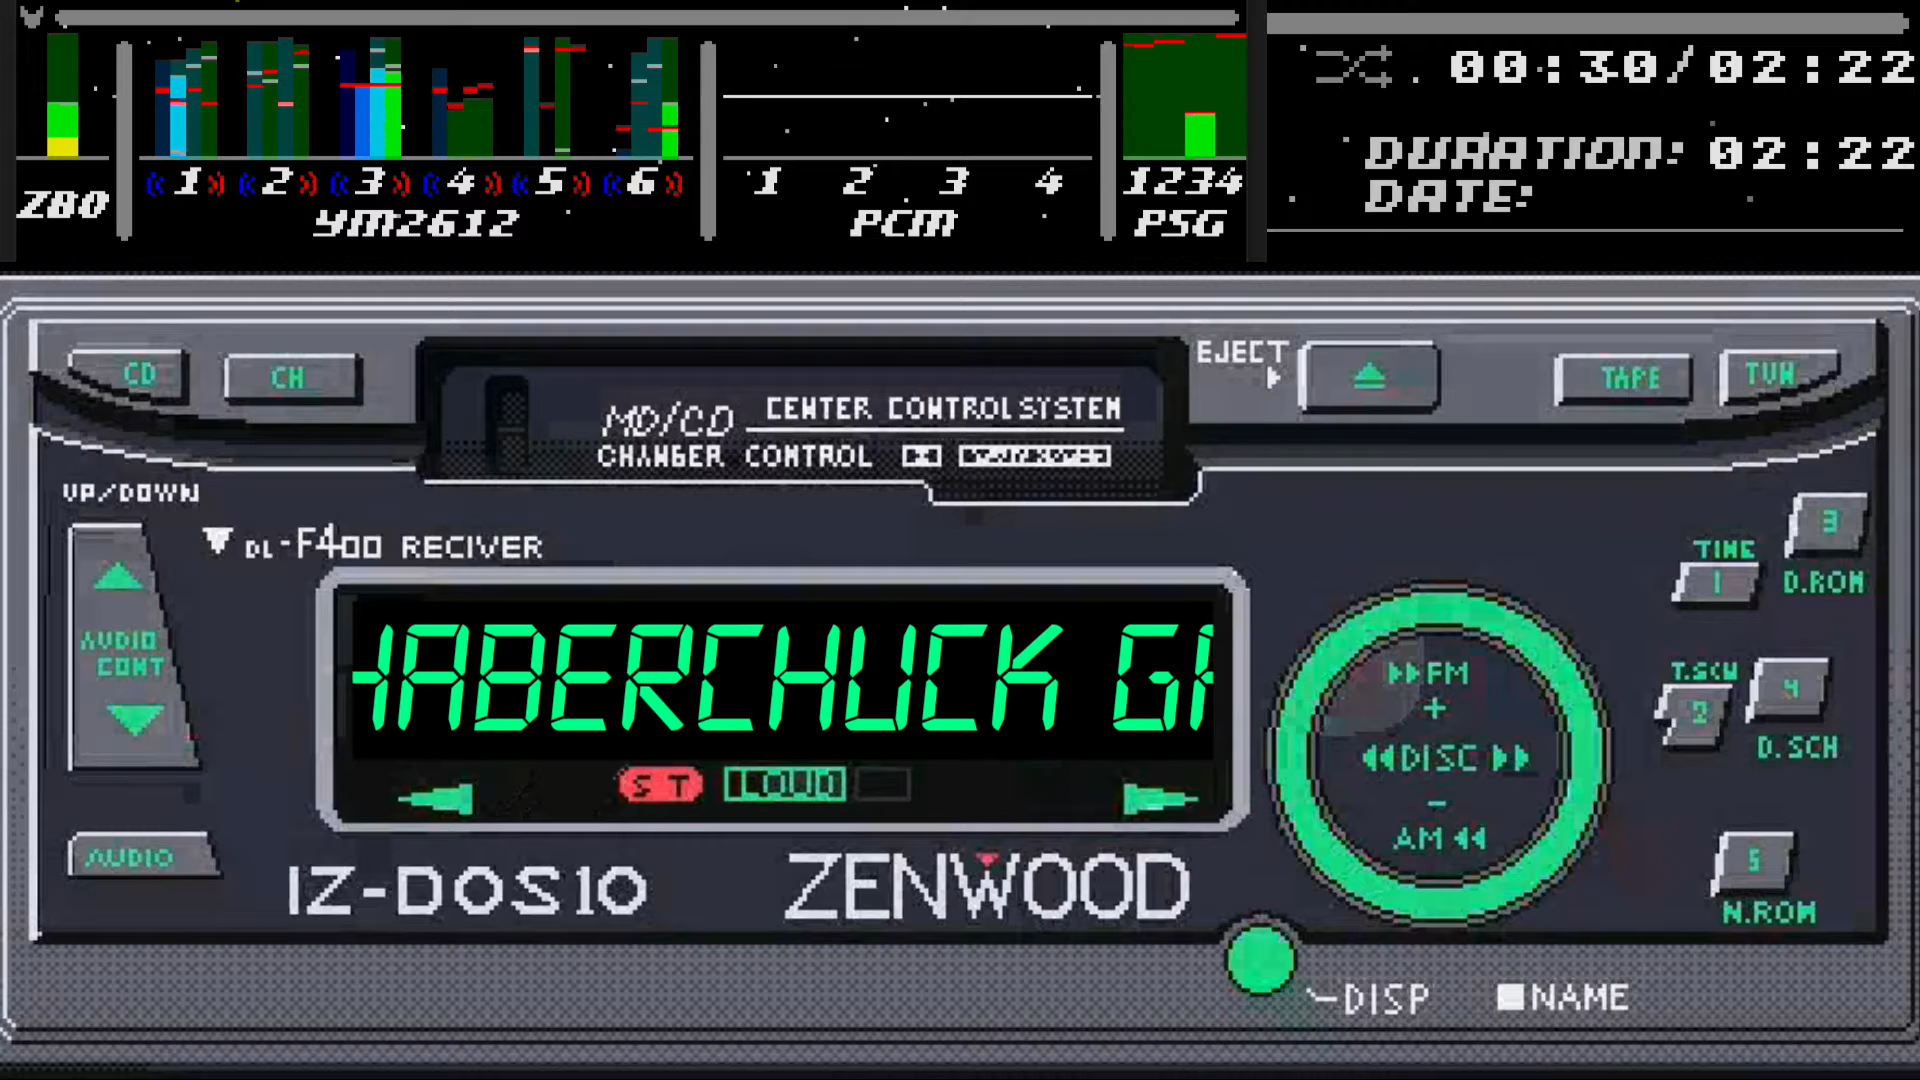 00:30/02:22
DURATION: 02:22
DATE:
Z80
1 2 3 4 5 6
YM2612
1 2 3 4
PCM
1234
PSG
CD
CH
MD/CD CENTER CONTROL SYSTEM
CHANGER CONTROL
EJECT
TAPE
TUN
UP/DOWN
DL-F400 RECIVER
AUDIO
CONT
AUDIO
HABERCHUCK GA
ST LOUD
IZ-DOS10
ZENWOOD
FM
+
DISC
-
AM
TIME
1
3
D.ROM
T.SCH
2
4
D.SCH
5
N.ROM
DISP
NAME